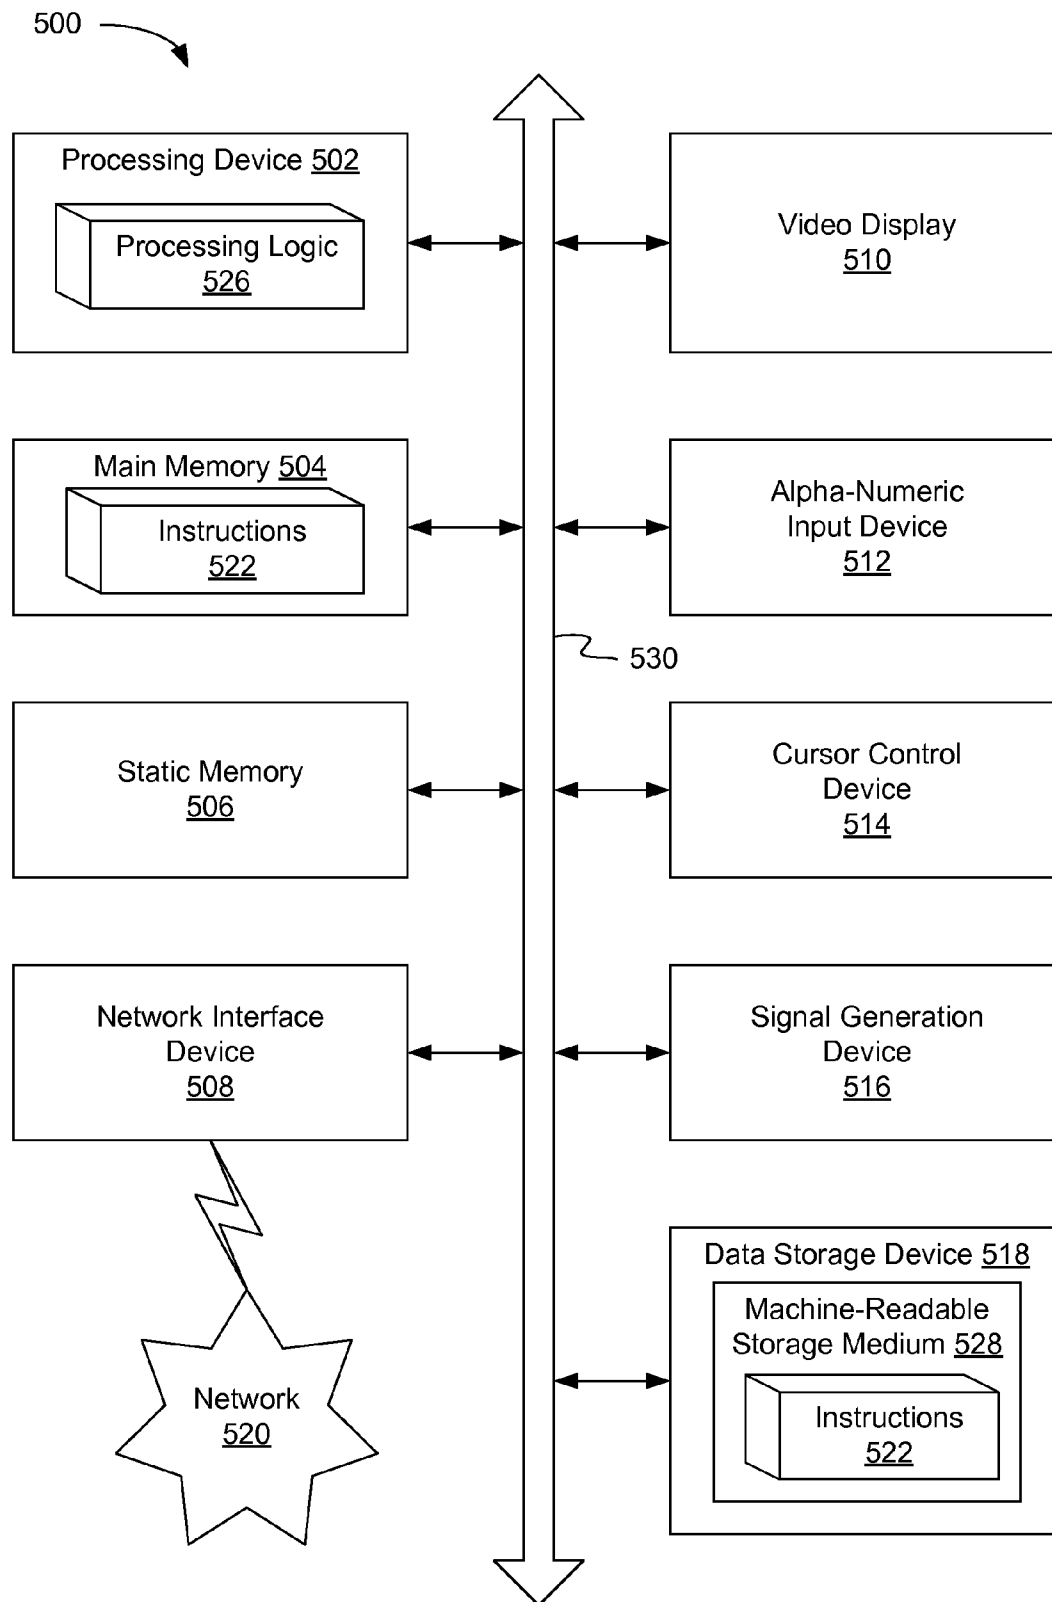 500
Processing Device 502
Processing Logic
526
Video Display
510
Main Memory 504
Instructions
522
Alpha-Numeric
Input Device
512
530
Static Memory
506
Cursor Control
Device
514
Network Interface
Device
508
Signal Generation
Device
516
Data Storage Device 518
Machine-Readable
Storage Medium 528
Instructions
522
Network
520